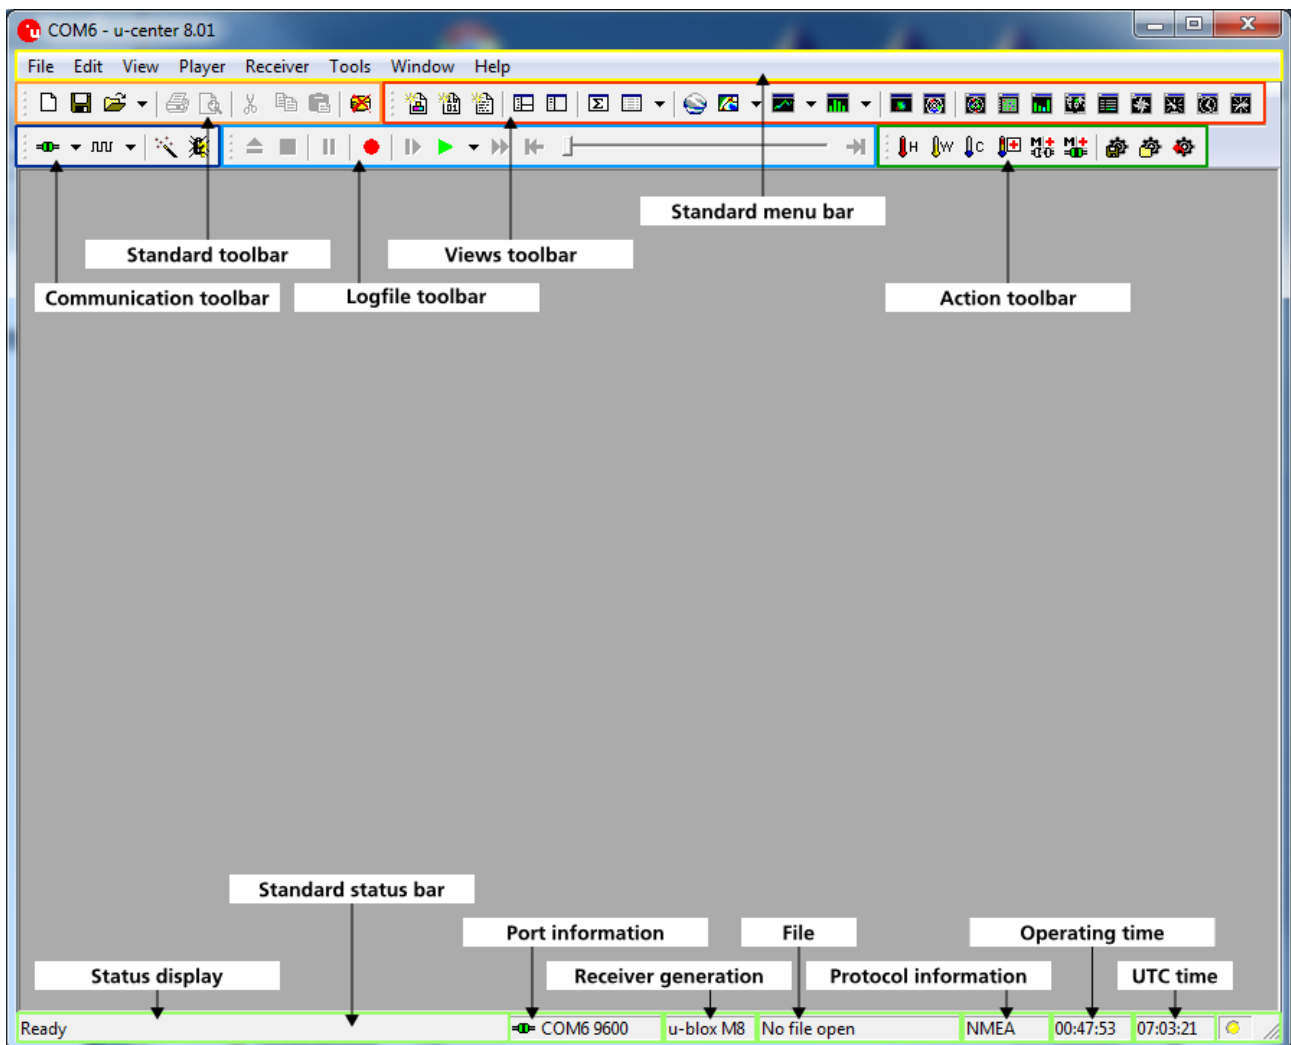 COM6 - u-center 8.01
File Edit View Player Receiver Tools Window Help
H W C
Standard menu bar
Standard toolbar Views toolbar
Communication toolbar Logfile toolbar Action toolbar
Standard status bar
Port information File Operating time
Status display Receiver generation Protocol information UTC time
Ready COM6 9600 u-blox M8 No file open NMEA 00:47:53 07:03:21